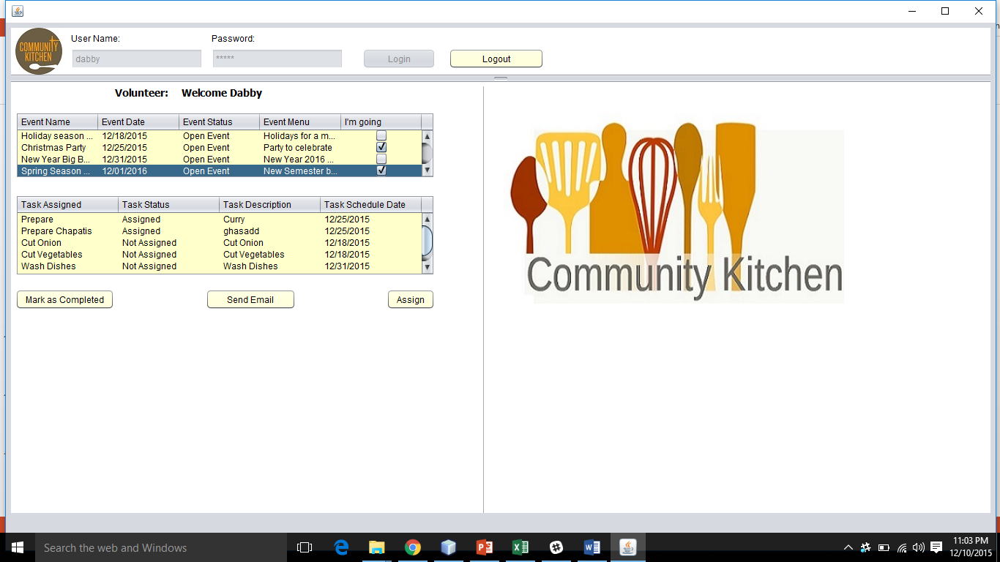 COMMUNITY
KITCHEN
User Name: Password:
dabby ***** Login Logout
Volunteer: Welcome Dabby
Event Name Event Date Event Status Event Menu I'm going
Holiday season ... 12/18/2015 Open Event Holidays for a m...
Christmas Party 12/25/2015 Open Event Party to celebrate
New Year Big B... 12/31/2015 Open Event New Year 2016 ...
Spring Season ... 12/01/2016 Open Event New Semester b...
Task Assigned Task Status Task Description Task Schedule Date
Prepare Assigned Curry 12/25/2015
Prepare Chapatis Assigned ghasadd 12/25/2015
Cut Onion Not Assigned Cut Onion 12/18/2015
Cut Vegetables Not Assigned Cut Vegetables 12/18/2015
Wash Dishes Not Assigned Wash Dishes 12/31/2015
Mark as Completed Send Email Assign
Community Kitchen
Search the web and Windows
11:03 PM
12/10/2015